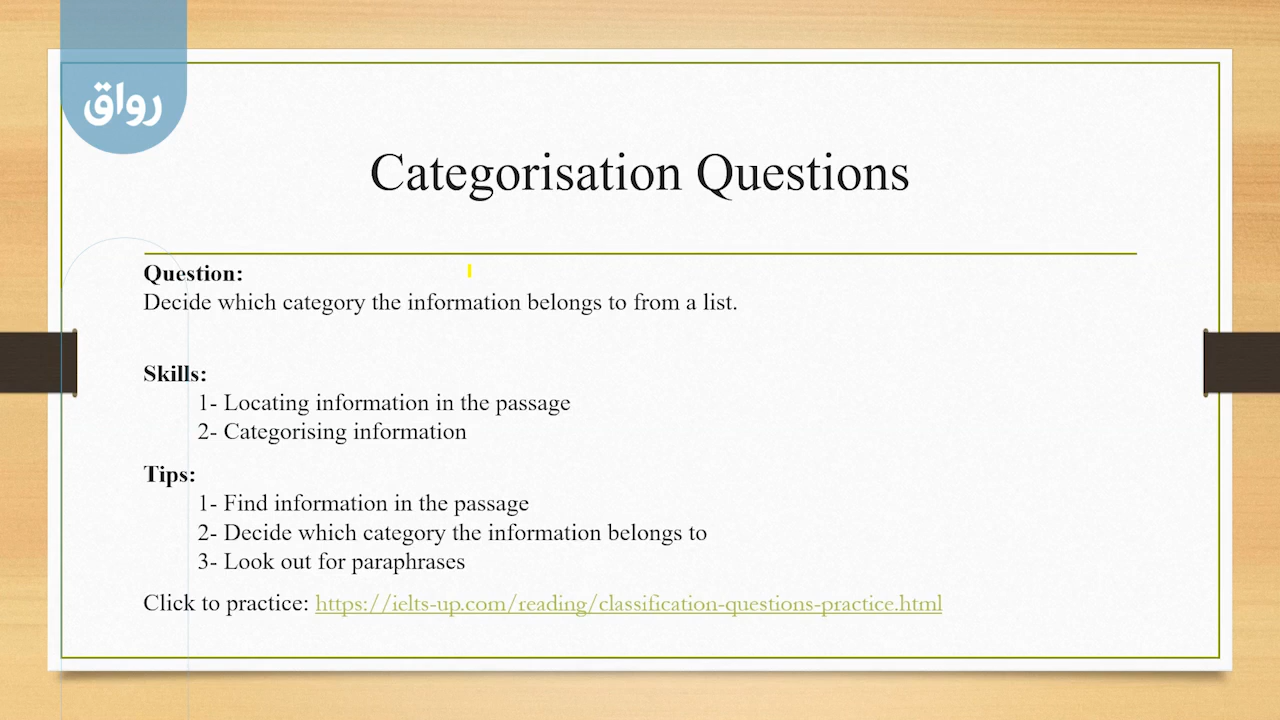 رواق
Categorisation Questions
Question:
Decide which category the information belongs to from a list.
Skills:
1- Locating information in the passage
2- Categorising information
Tips:
1- Find information in the passage
2- Decide which category the information belongs to
3- Look out for paraphrases
Click to practice: https://ielts-up.com/reading/classification-questions-practice.html